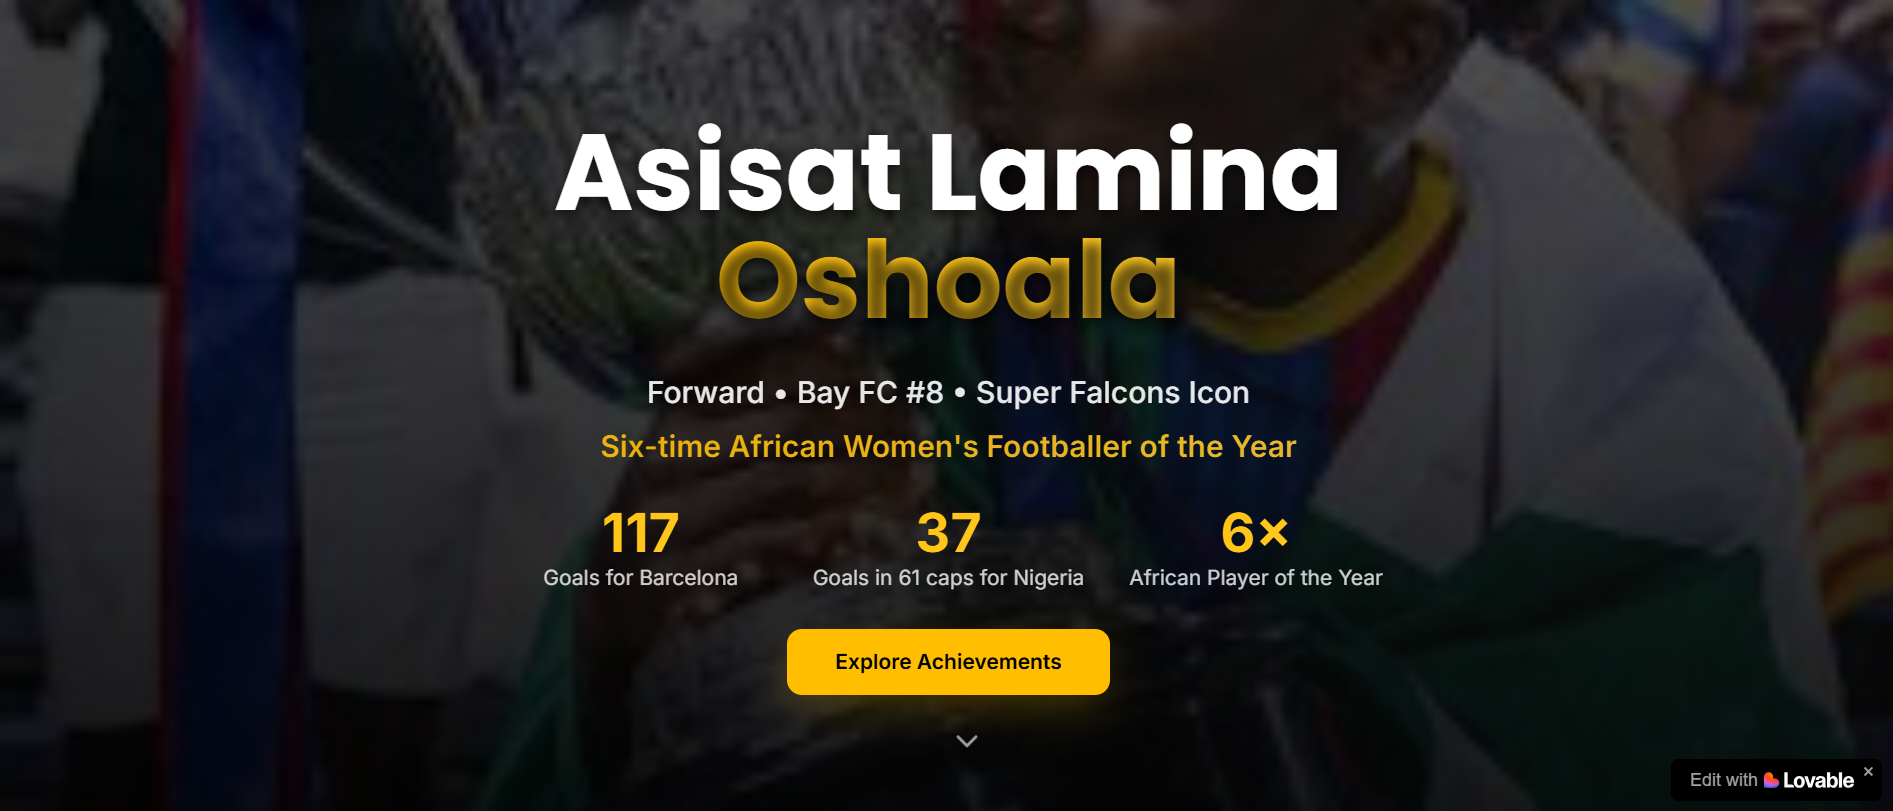 Asisat Lamina
Oshoala
Forward • Bay FC #8 • Super Falcons Icon
Six-time African Women's Footballer of the Year
117
Goals for Barcelona
37
Goals in 61 caps for Nigeria
6×
African Player of the Year
Explore Achievements
Edit with Lovable ×